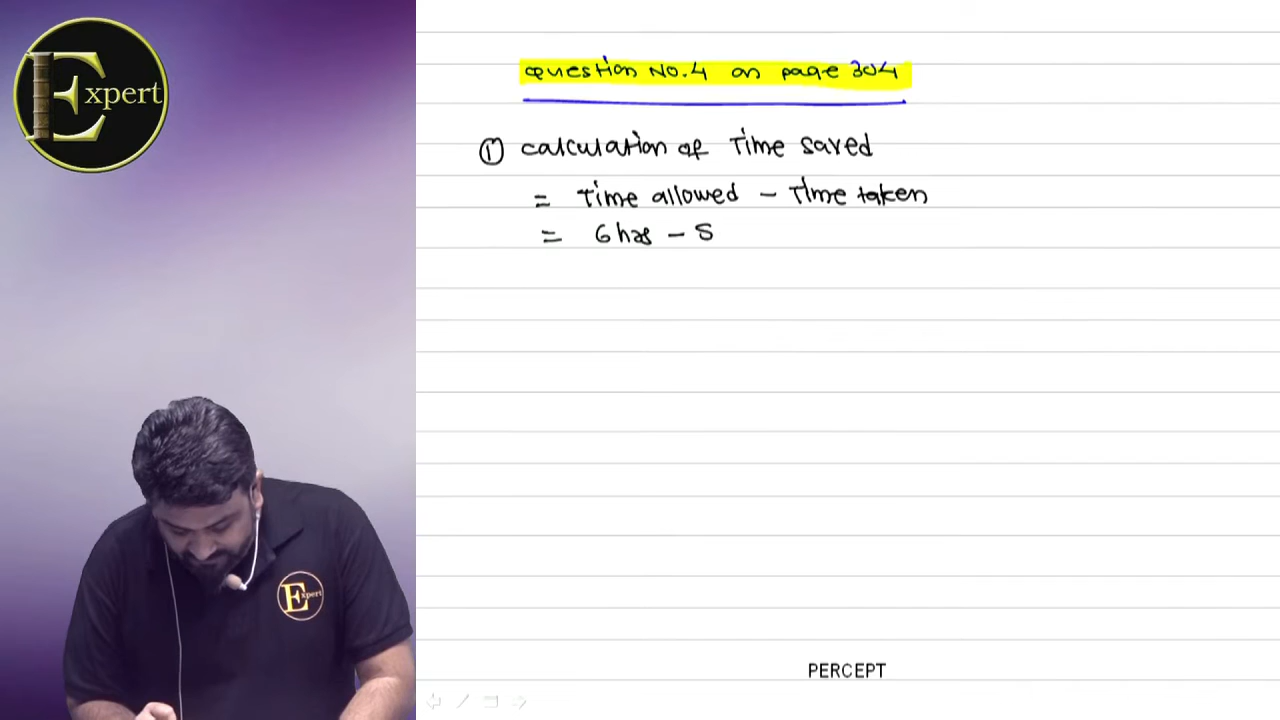 Expert
Question No.4 on page 304
① Calculation of Time saved
= Time allowed – Time taken
= 6 hrs – 5
Expert
PERCEPT